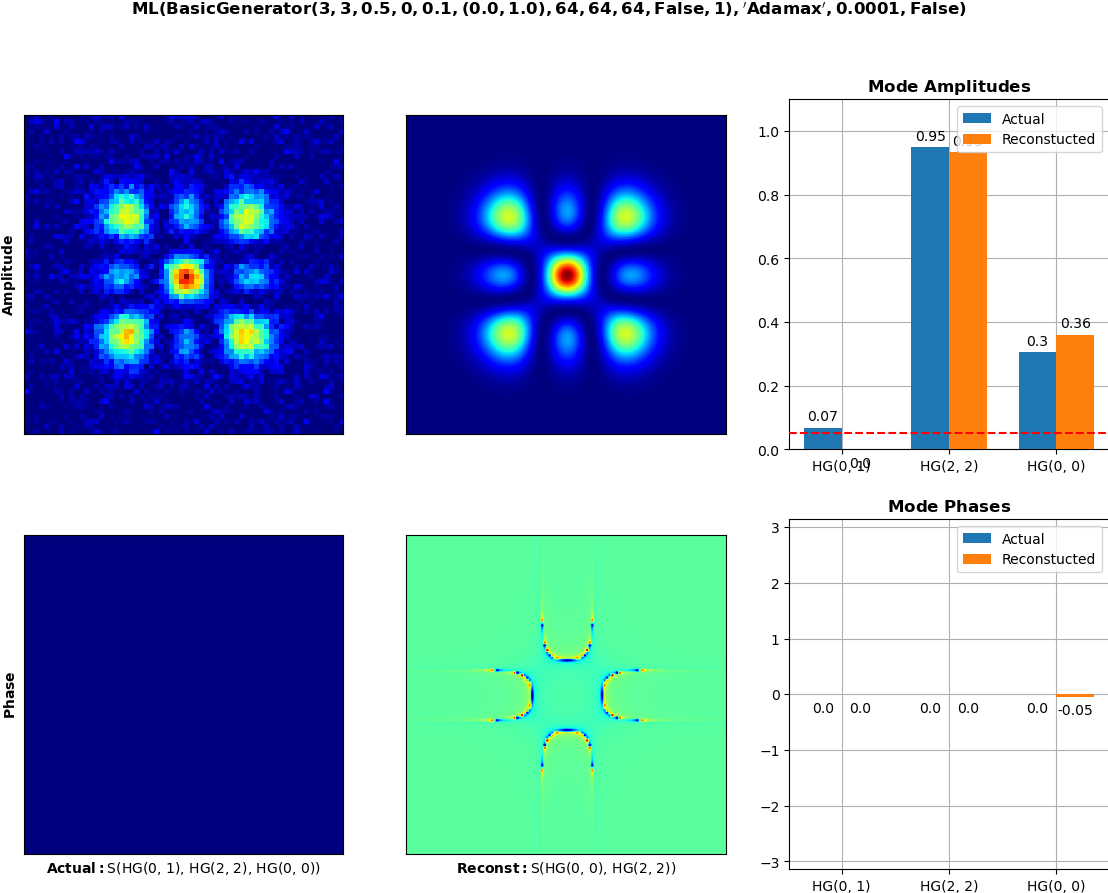 ML(BasicGenerator(3, 3, 0.5, 0, 0.1, (0.0, 1.0), 64, 64, 64, False, 1), ′Adamax′, 0.0001, False)
Mode Amplitudes
Actual
Reconstucted
1.0
0.8
0.6
0.4
0.2
0.0
0.07
0.0
0.95
0.3
0.36
HG(0, 1)
HG(2, 2)
HG(0, 0)
Amplitude
Mode Phases
Actual
Reconstucted
3
2
1
0
−1
−2
−3
0.0
0.0
0.0
0.0
0.0
-0.05
HG(0, 1)
HG(2, 2)
HG(0, 0)
Phase
Actual: S(HG(0, 1), HG(2, 2), HG(0, 0))
Reconst: S(HG(0, 0), HG(2, 2))